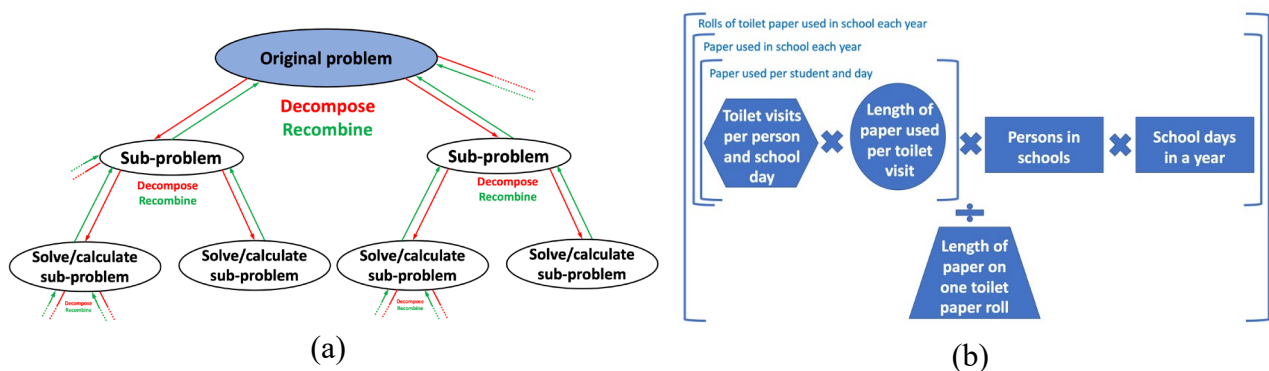 Original problem
Decompose
Recombine
Sub-problem
Decompose
Recombine
Sub-problem
Decompose
Recombine
Solve/calculate
sub-problem
Solve/calculate
sub-problem
Solve/calculate
sub-problem
Solve/calculate
sub-problem
Decompose
Recombine
Decompose
Recombine
(a)
Rolls of toilet paper used in school each year
Paper used in school each year
Paper used per student and day
Toilet visits
per person
and school
day
×
Length of
paper used
per toilet
visit
×
Persons in
schools
×
School days
in a year
÷
Length of
paper on
one toilet
paper roll
(b)